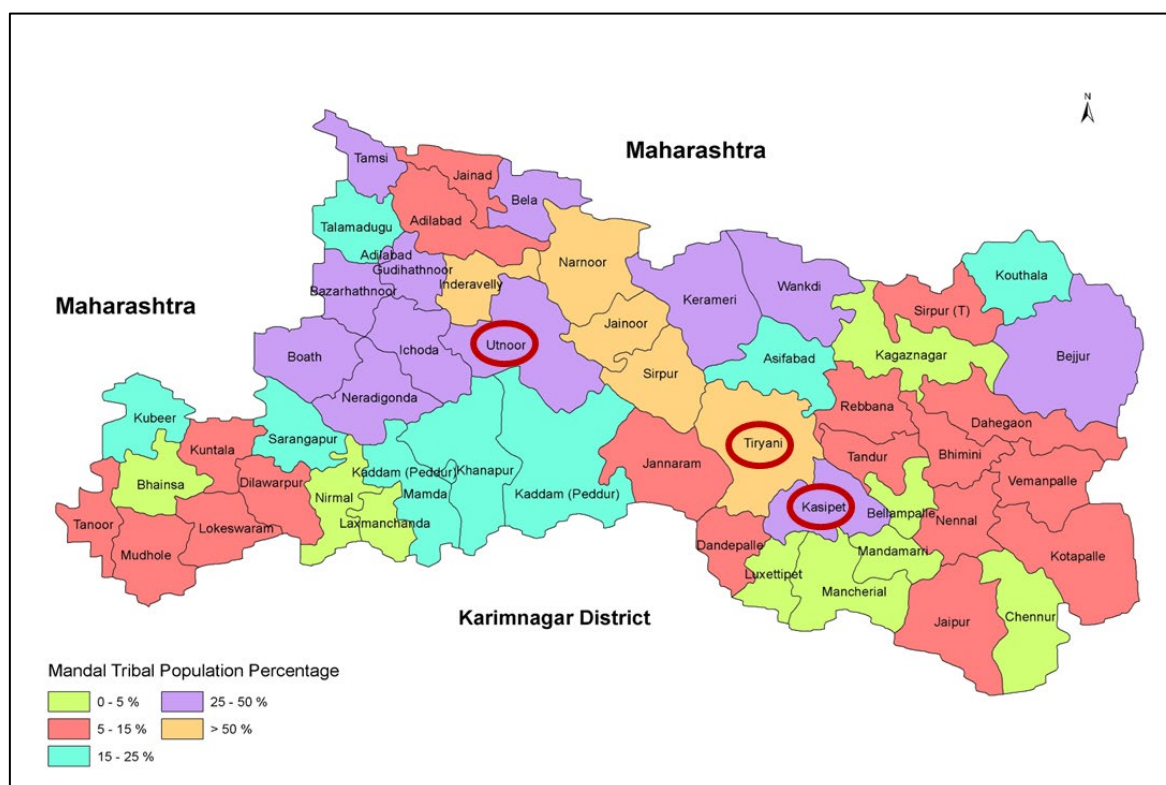 N
Maharashtra
Tamsi
Jainad
Bela
Talamadugu
Adilabad
Adilabad
Gudihathnoor
Narnoor
Inderavelly
Bazarhathnoor
Kerameri
Wankdi
Kouthala
Maharashtra
Sirpur (T)
Jainoor
Utnoor
Ichoda
Boath
Asifabad
Kagaznagar
Bejjur
Sirpur
Neradigonda
Rebbana
Kubeer
Sarangapur
Dahegaon
Tiryani
Kuntala
Kaddam (Peddur)
Khanapur
Jannaram
Tandur
Bhimini
Bhainsa
Dilawarpur
Nirmal
Mamda
Kaddam (Peddur)
Vemanpalle
Kasipet
Bellampalle
Tanoor
Lokeswaram
Laxmanchanda
Nennal
Mudhole
Dandepalle
Mandamarri
Kotapalle
Luxettipet
Mancherial
Karimnagar District
Jaipur
Chennur
Mandal Tribal Population Percentage
0 - 5 %
25 - 50 %
5 - 15 %
> 50 %
15 - 25 %